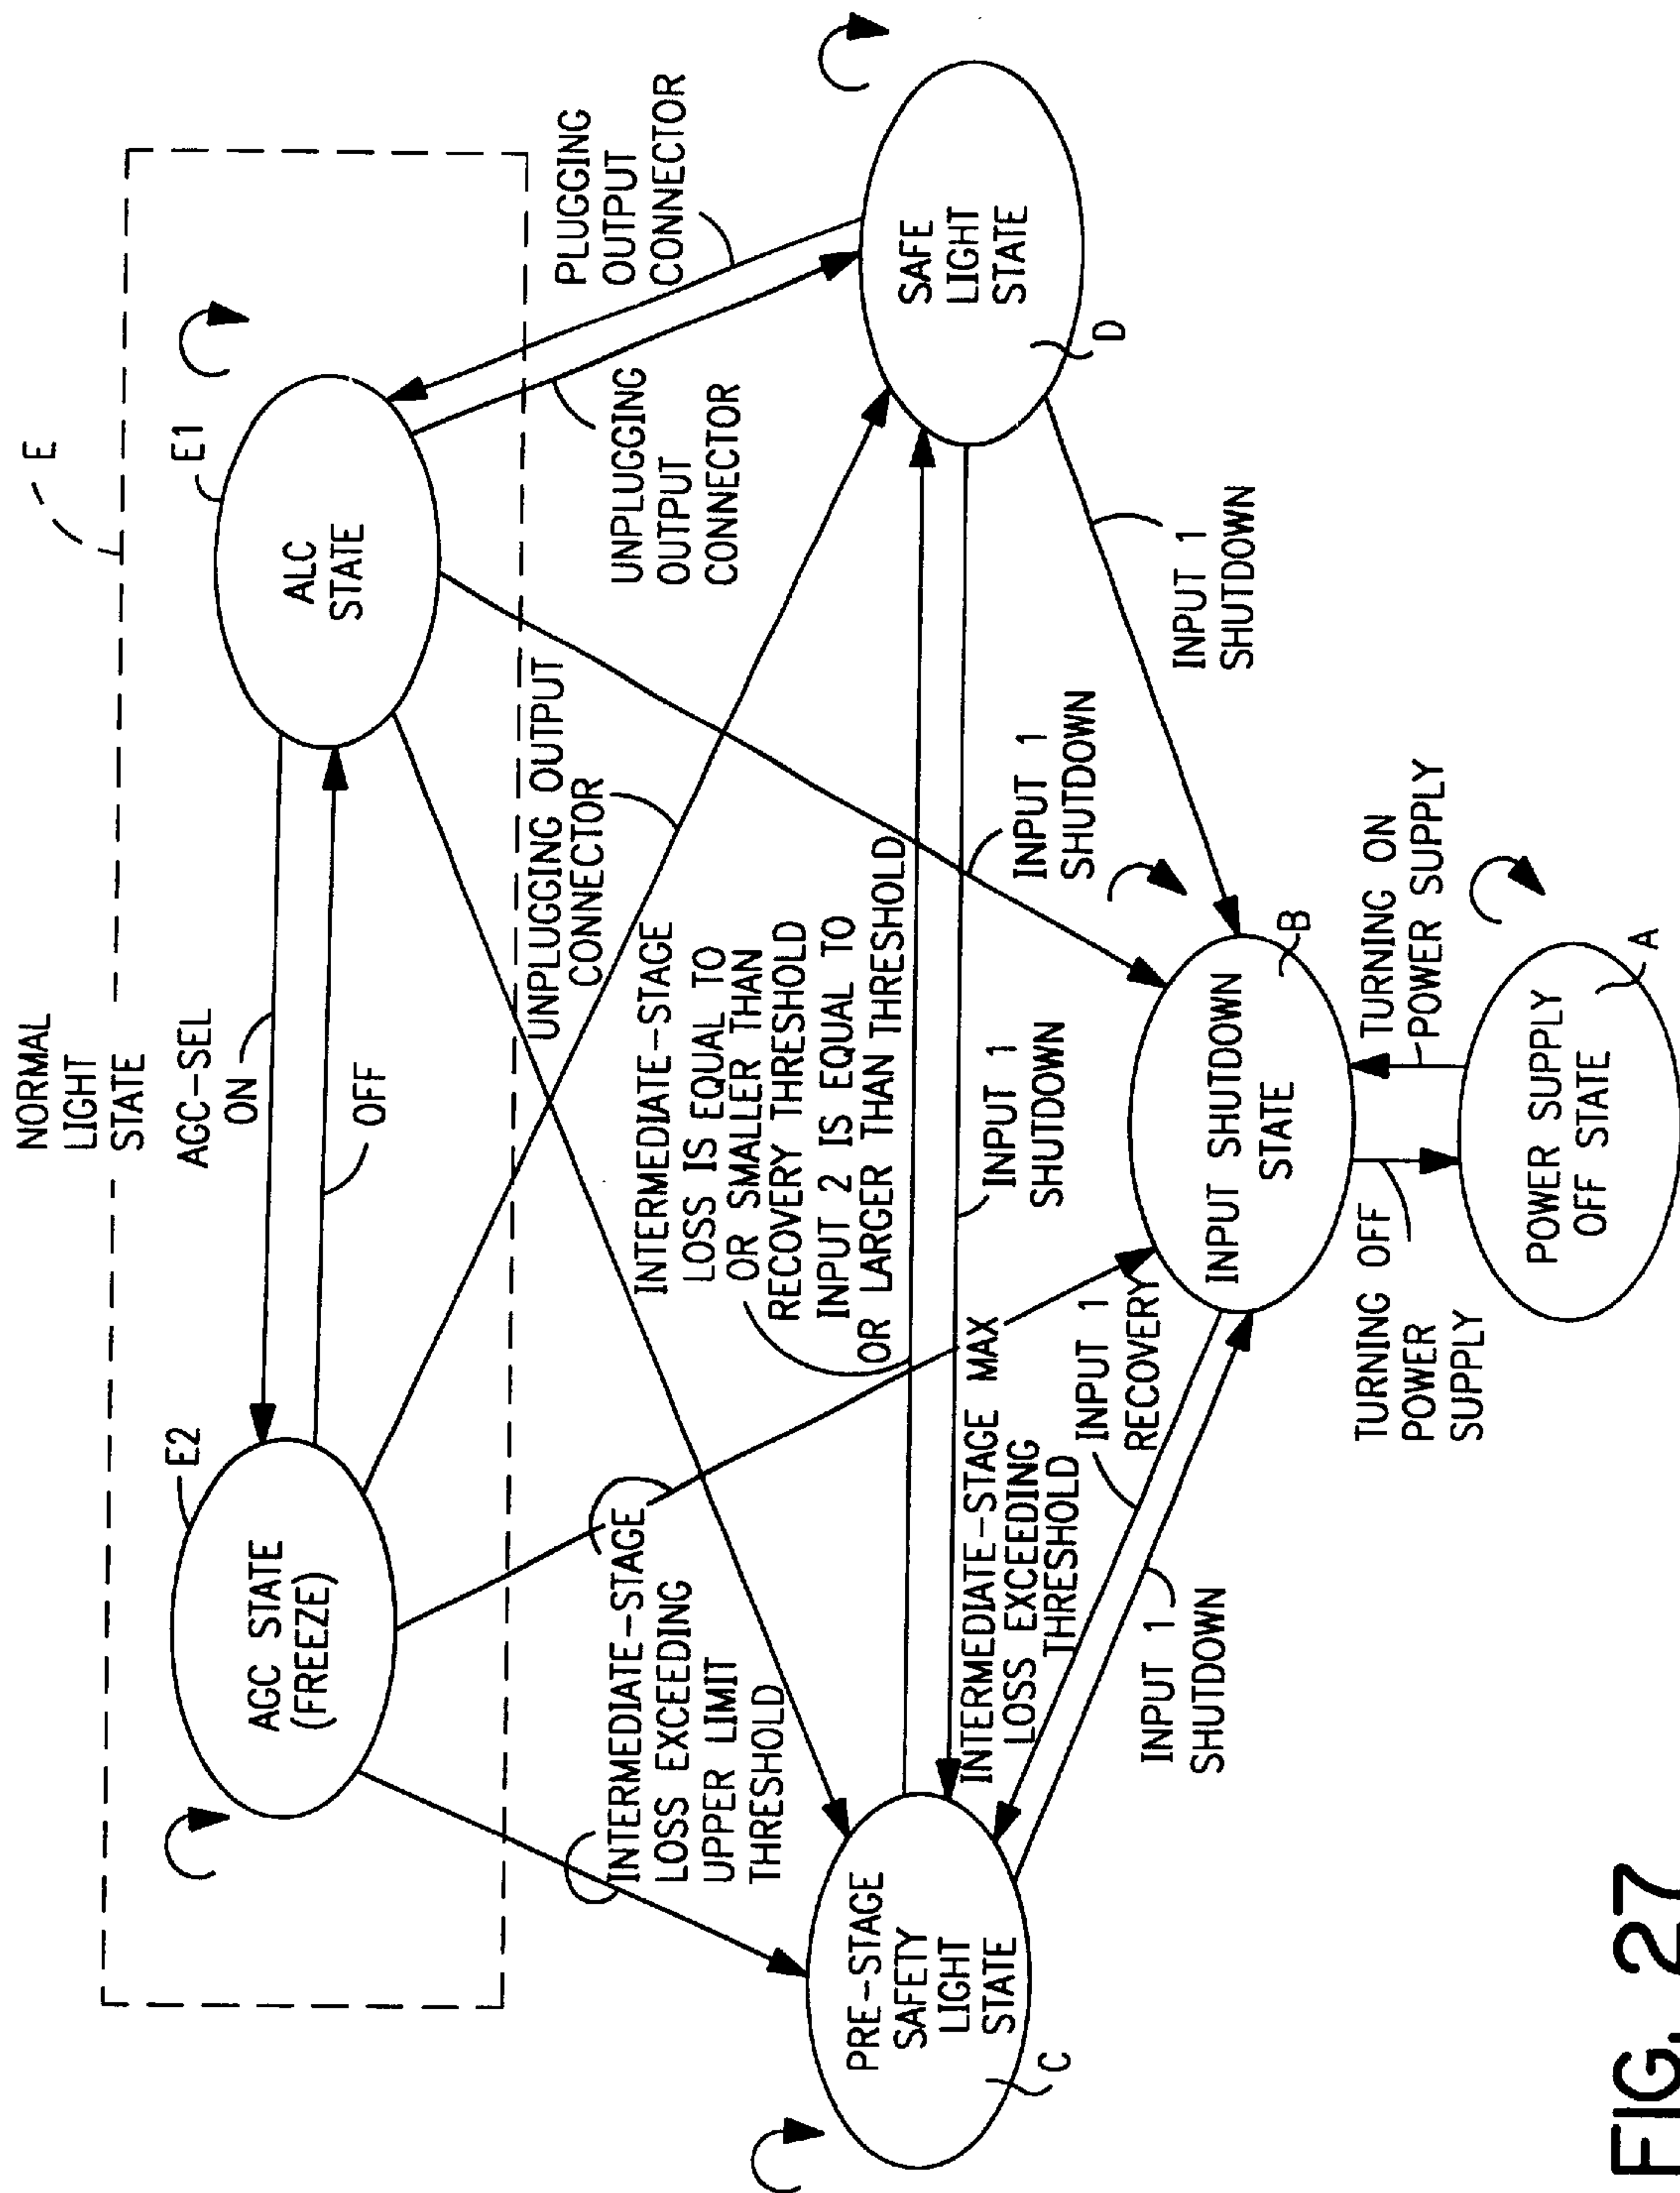 NORMAL
LIGHT
STATE
E
AGC-SEL
ON
OFF
E2
AGC STATE
(FREEZE)
E1
ALC
STATE
PLUGGING
OUTPUT
CONNECTOR
UNPLUGGING
OUTPUT
CONNECTOR
UNPLUGGING OUTPUT
CONNECTOR
INTERMEDIATE-STAGE
LOSS EXCEEDING
UPPER LIMIT
THRESHOLD
INTERMEDIATE-STAGE
LOSS IS EQUAL TO
OR SMALLER THAN
RECOVERY THRESHOLD
INPUT 2 IS EQUAL TO
OR LARGER THAN THRESHOLD
PRE-STAGE
SAFETY
LIGHT
STATE
C
SAFE
LIGHT
STATE
D
INTERMEDIATE-STAGE MAX
LOSS EXCEEDING
THRESHOLD
INPUT 1
SHUTDOWN
INPUT 1
SHUTDOWN
INPUT 1
SHUTDOWN
INPUT 1
RECOVERY
INPUT 1
SHUTDOWN
INPUT SHUTDOWN
STATE
B
TURNING OFF
POWER
SUPPLY
TURNING ON
POWER SUPPLY
POWER SUPPLY
OFF STATE
A
FIG. 27